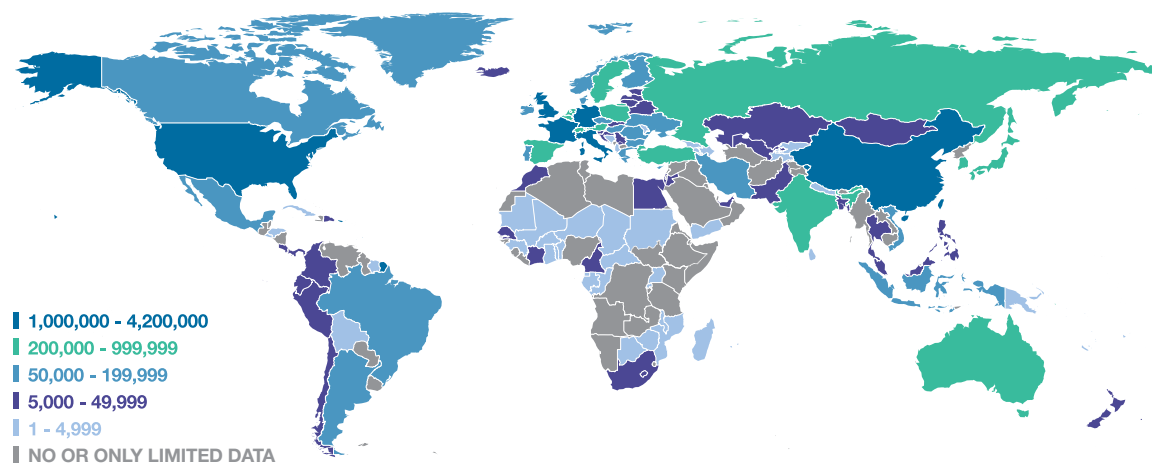 1,000,000 - 4,200,000
200,000 - 999,999
50,000 - 199,999
5,000 - 49,999
1 - 4,999
NO OR ONLY LIMITED DATA